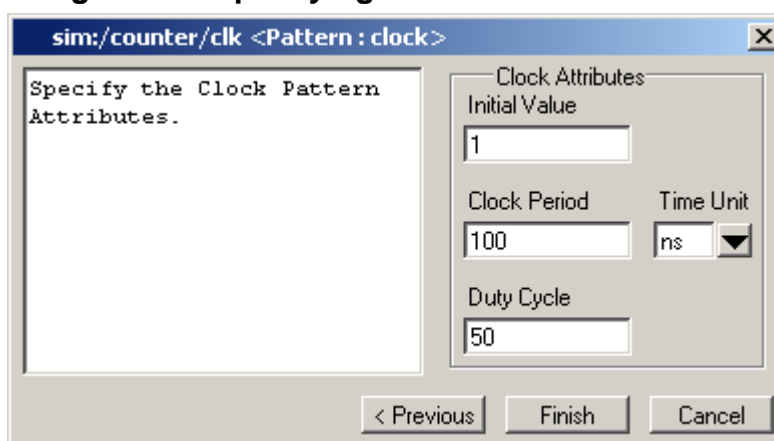 sim:/counter/clk <Pattern : clock>
Specify the Clock Pattern
Attributes.
Clock Attributes
Initial Value
1
Clock Period Time Unit
100 ns
Duty Cycle
50
< Previous Finish Cancel